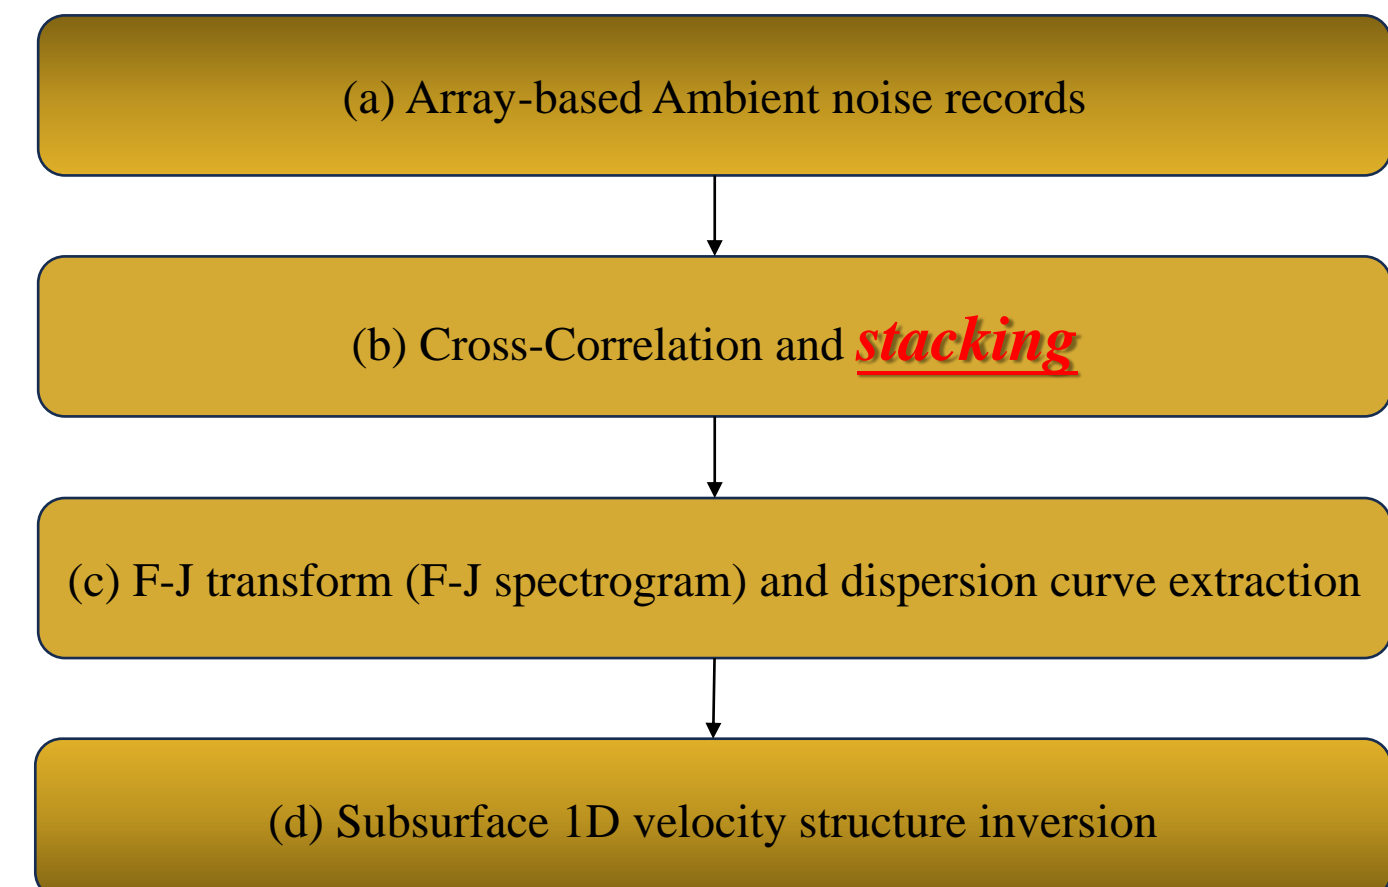 (a) Array-based Ambient noise records
(b) Cross-Correlation and stacking
(c) F-J transform (F-J spectrogram) and dispersion curve extraction
(d) Subsurface 1D velocity structure inversion